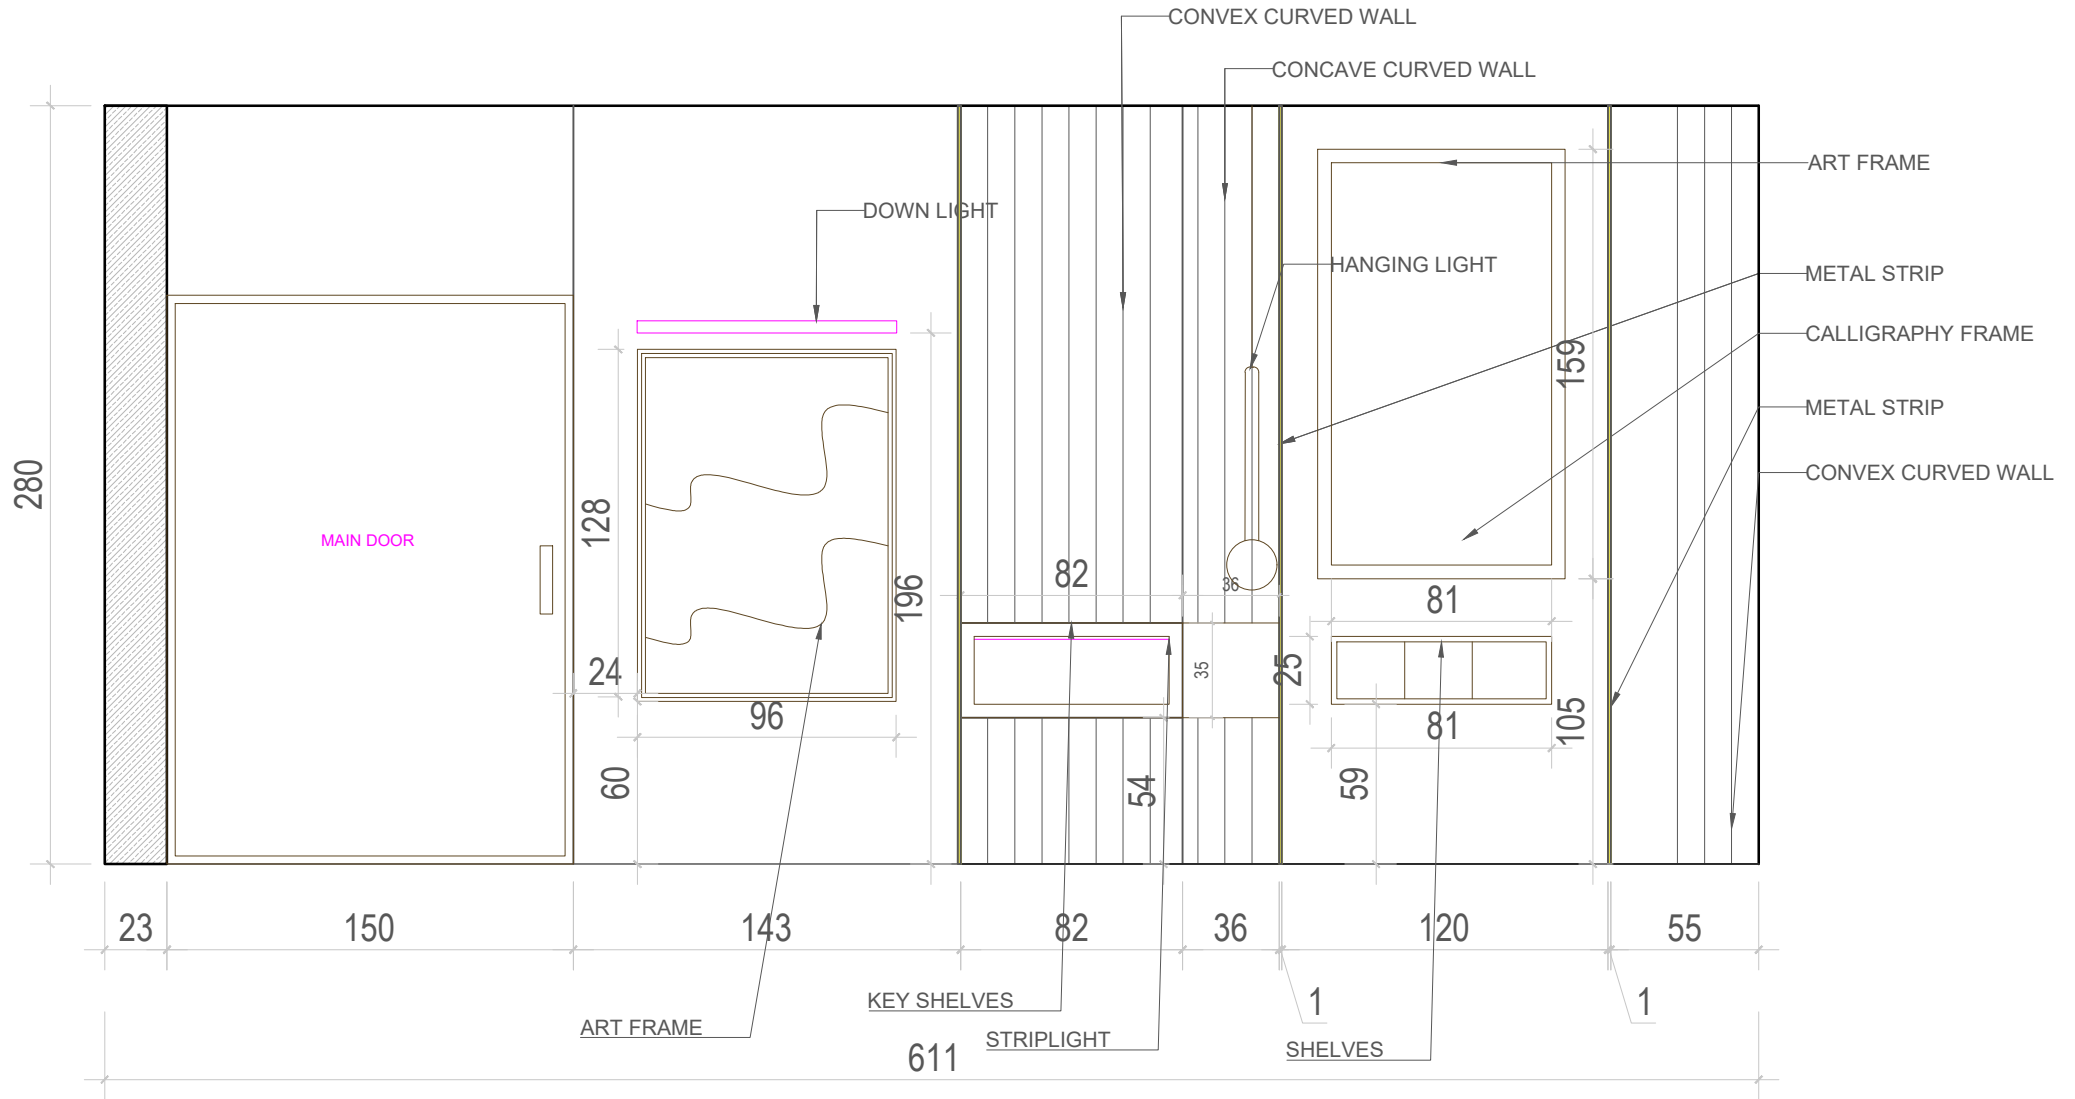 CONVEX CURVED WALL
CONCAVE CURVED WALL
ART FRAME
DOWN LIGHT
HANGING LIGHT
METAL STRIP
CALLIGRAPHY FRAME
159
METAL STRIP
280
CONVEX CURVED WALL
128
MAIN DOOR
196
82
36
81
24
35
25
96
81
105
60
54
59
23
150
143
82
36
120
55
KEY SHELVES
1
1
ART FRAME
STRIPLIGHT
SHELVES
611